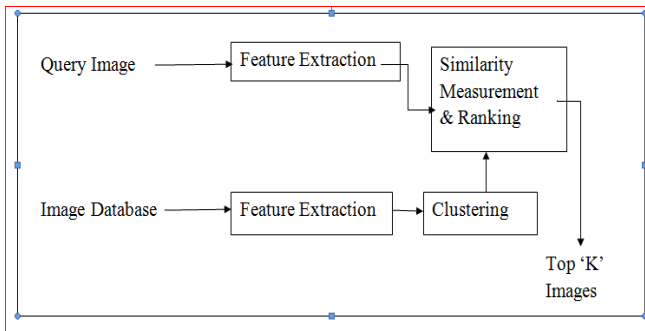 Query Image
Feature Extraction
Similarity
Measurement
& Ranking
Image Database
Feature Extraction
Clustering
Top ‘K’
Images